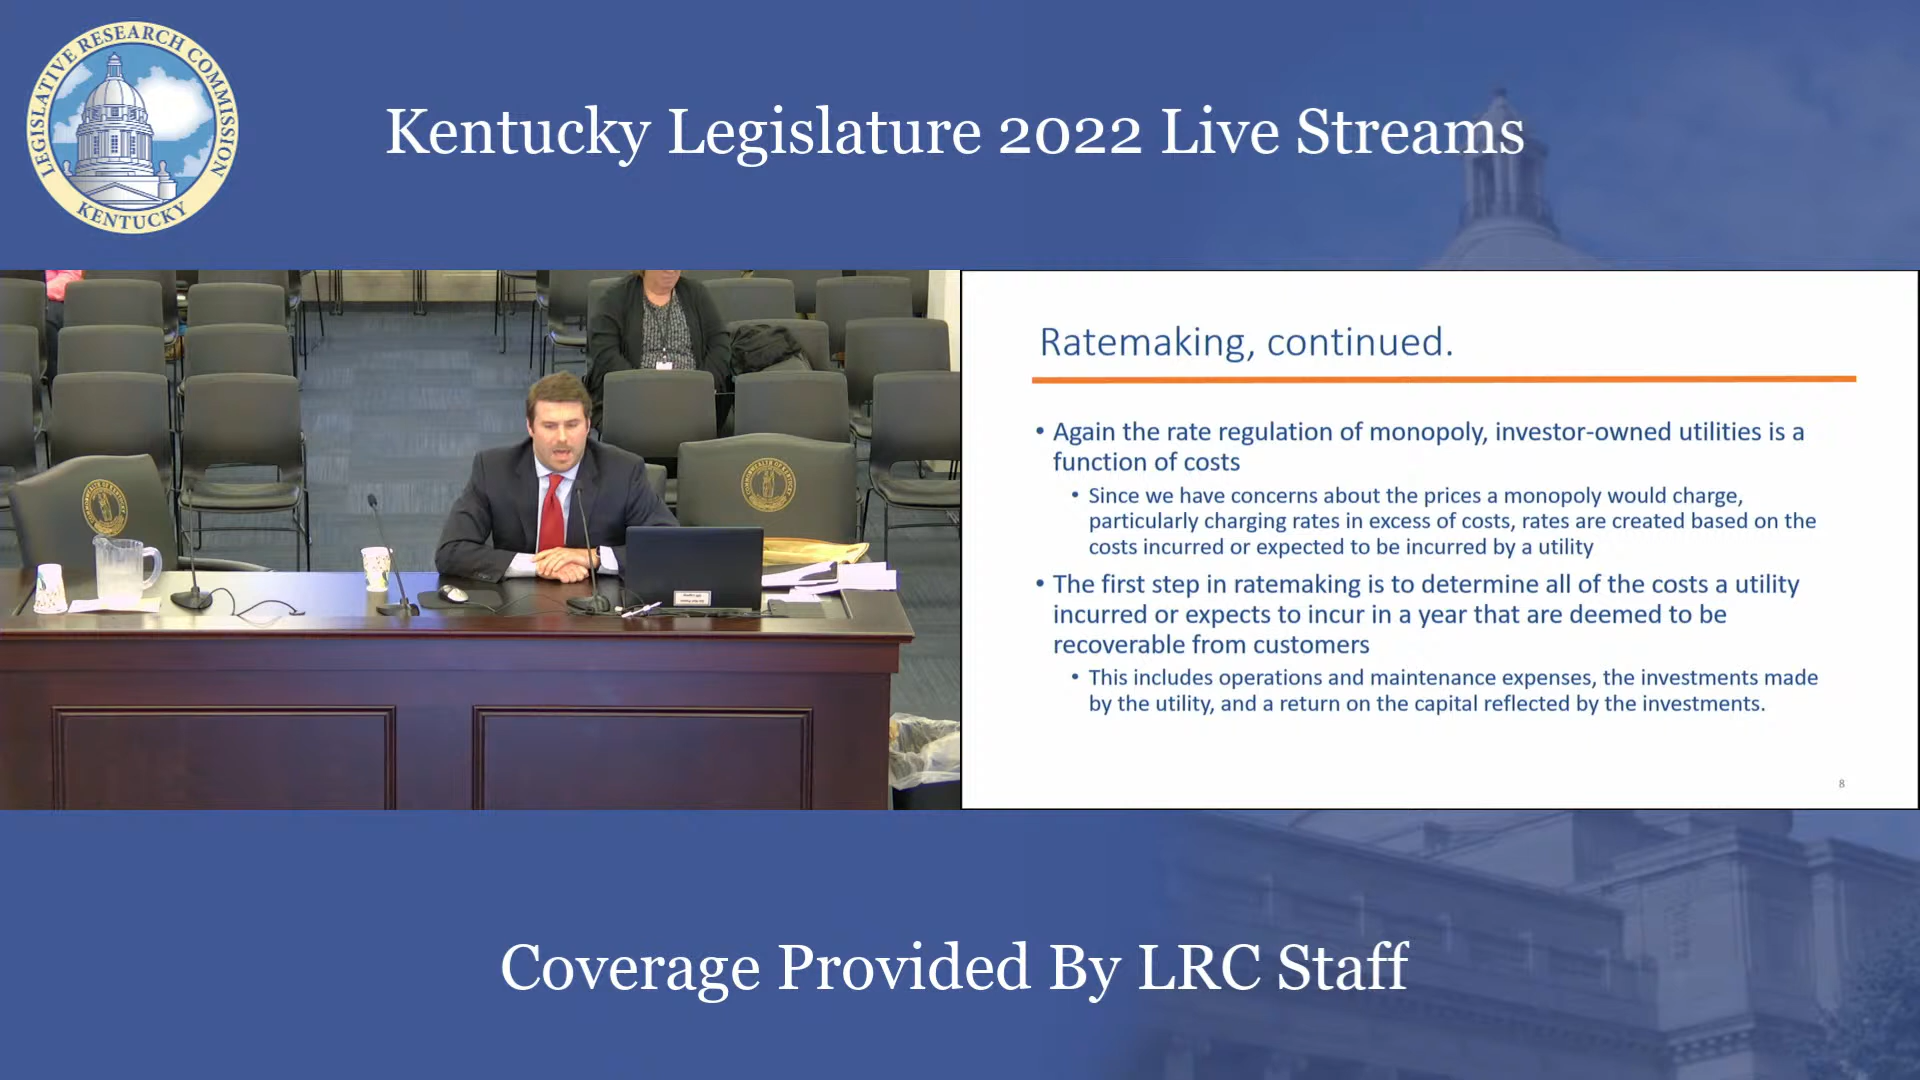 LEGISLATIVE RESEARCH COMMISSION
KENTUCKY
Kentucky Legislature 2022 Live Streams
Ratemaking, continued.
• Again the rate regulation of monopoly, investor-owned utilities is a
function of costs
• Since we have concerns about the prices a monopoly would charge,
particularly charging rates in excess of costs, rates are created based on the
costs incurred or expected to be incurred by a utility
• The first step in ratemaking is to determine all of the costs a utility
incurred or expects to incur in a year that are deemed to be
recoverable from customers
• This includes operations and maintenance expenses, the investments made
by the utility, and a return on the capital reflected by the investments.
8
Coverage Provided By LRC Staff